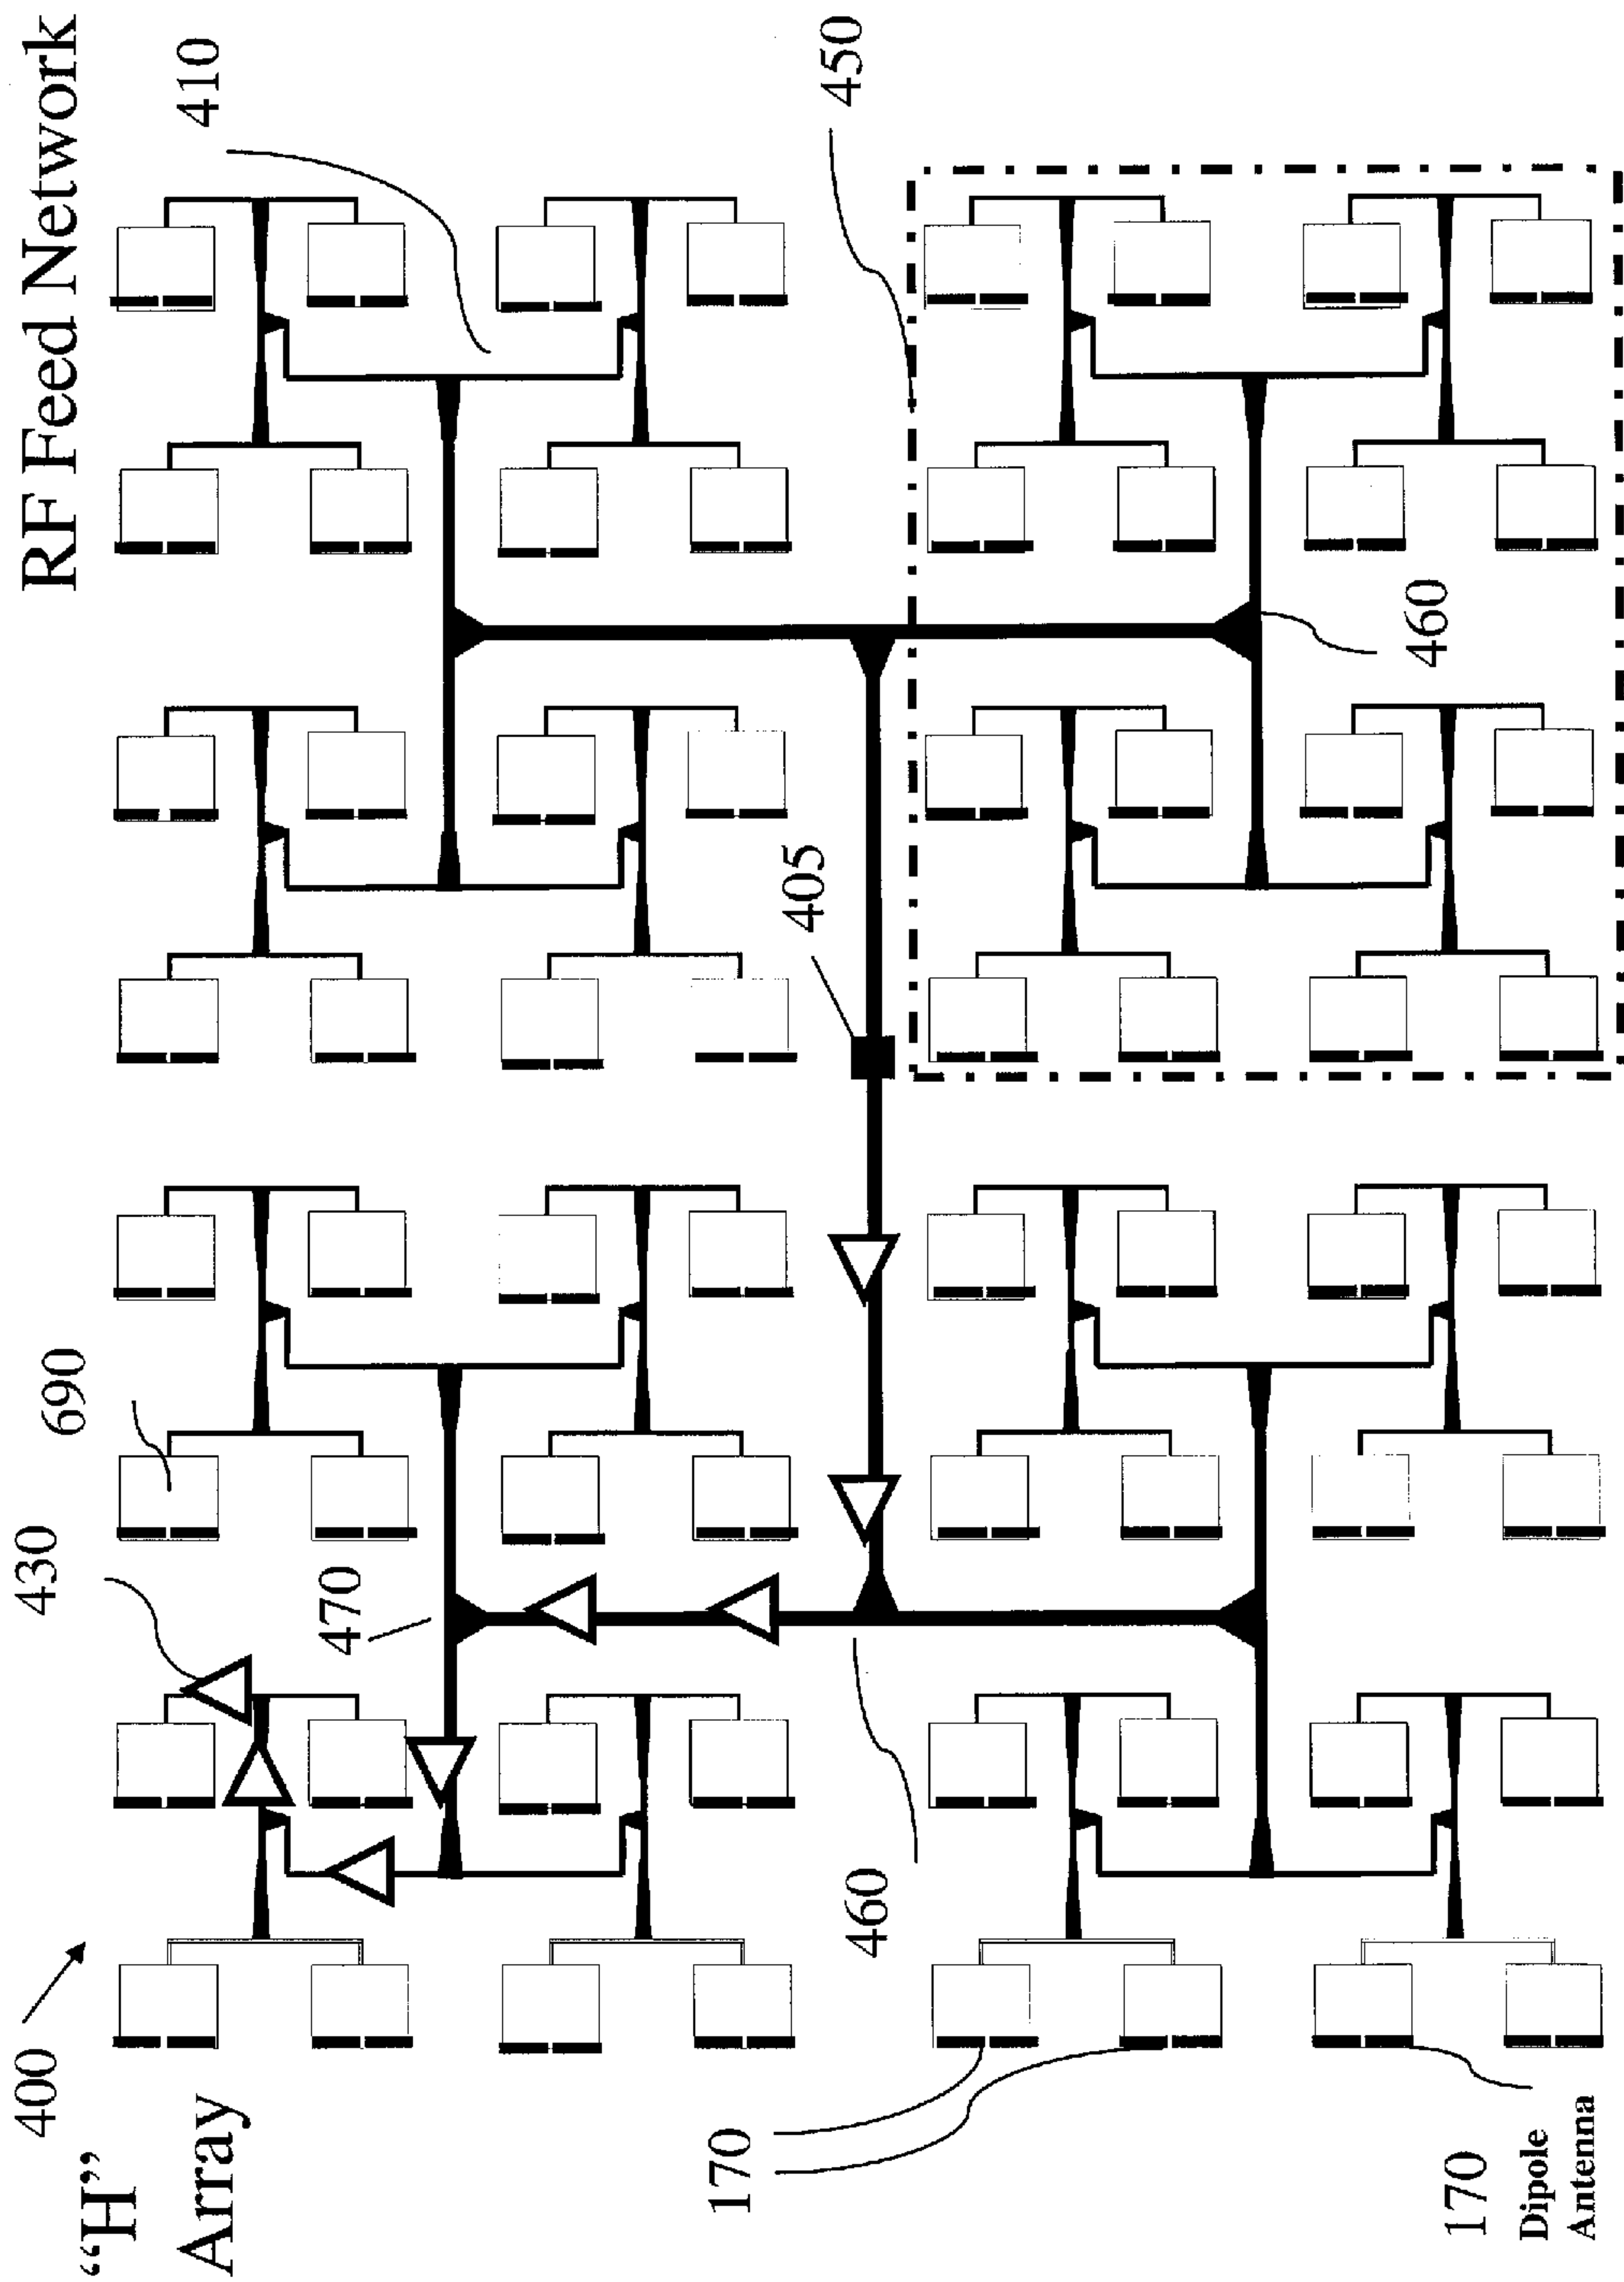 RF Feed Network
"H"
Array
400
430
690
410
470
405
450
460
460
170
170
Dipole
Antenna